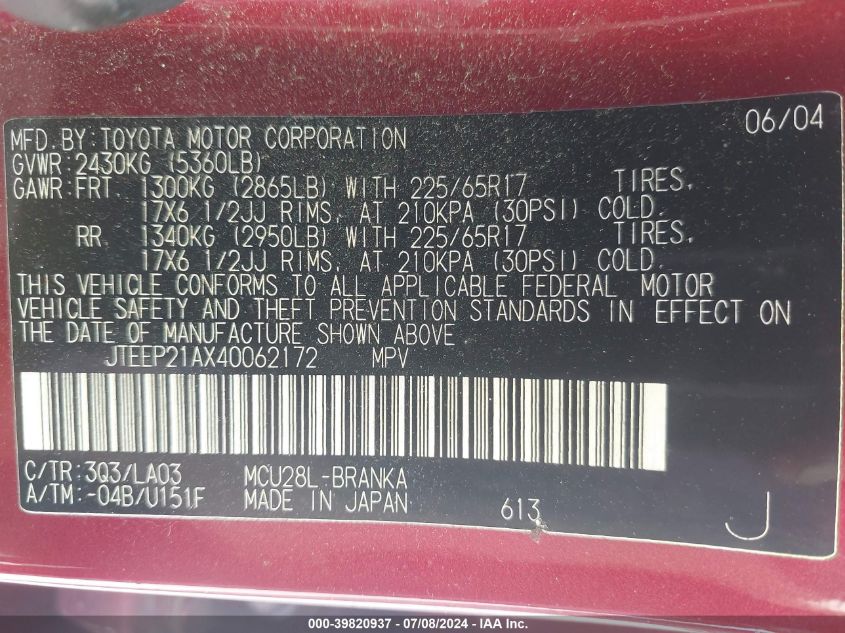 06/04
MFD.BY:TOYOTA MOTOR CORPORATION
GVWR:2430KG (5360LB)
GAWR:FRT. 1300KG (2865LB) WITH 225/65R17 TIRES,
17X6 1/2JJ RIMS, AT 210KPA (30PSI) COLD.
RR 1340KG (2950LB) WITH 225/65R17 TIRES,
17X6 1/2JJ RIMS, AT 210KPA (30PSI) COLD.
THIS VEHICLE CONFORMS TO ALL APPLICABLE FEDERAL MOTOR
VEHICLE SAFETY AND THEFT PREVENTION STANDARDS IN EFFECT ON
THE DATE OF MANUFACTURE SHOWN ABOVE
JTEEP21AX40062172 MPV
C/TR:3Q3/LA03 MCU28L-BRANKA
A/TM:-04B/U151F MADE IN JAPAN 613 J
000-39820937 - 07/08/2024 - IAA Inc.